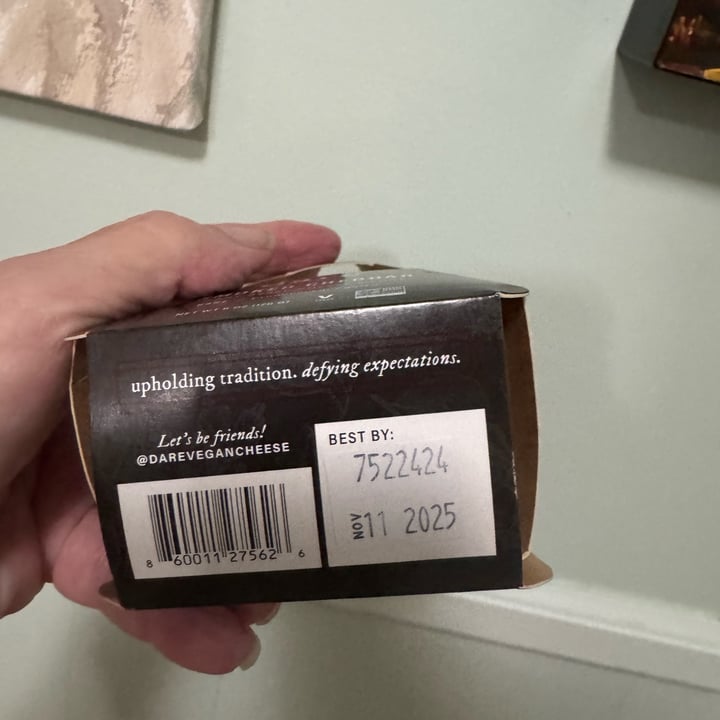 upholding tradition. defying expectations.
Let's be friends!
@DAREVEGANCHEESE
8 60011 27562 6
BEST BY:
7522424
NOV 11 2025